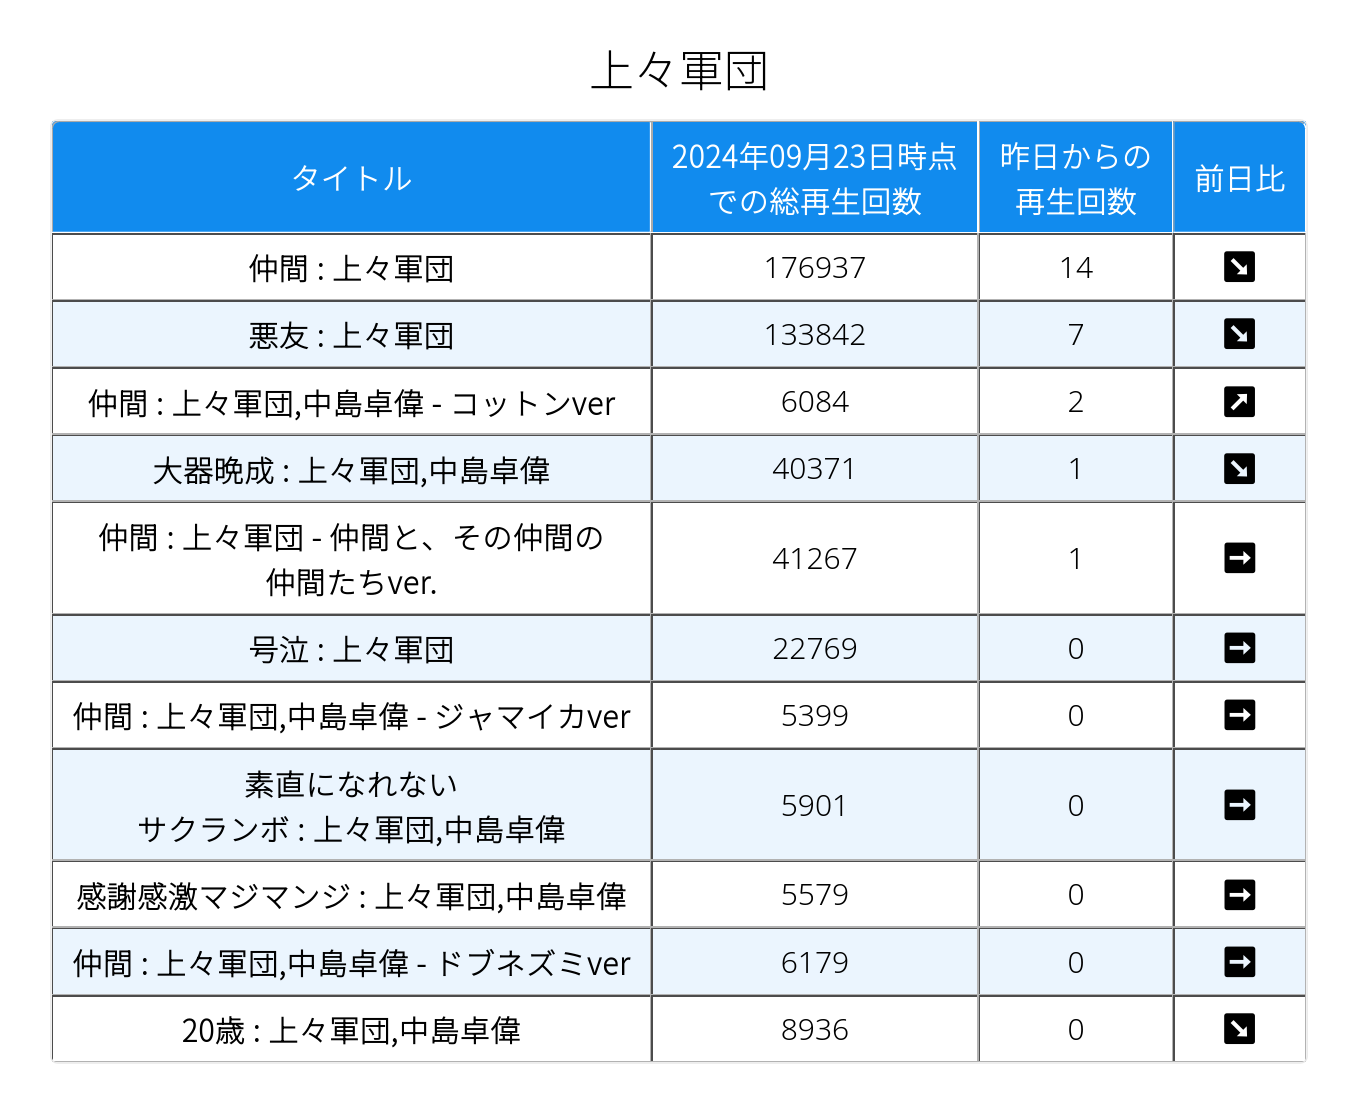 上々軍団
タイトル
2024年09月23日時点
での総再生回数
昨日からの
再生回数
前日比
仲間 : 上々軍団
176937
14
悪友 : 上々軍団
133842
7
仲間 : 上々軍団,中島卓偉 - コットンver
6084
2
大器晩成 : 上々軍団,中島卓偉
40371
1
仲間 : 上々軍団 - 仲間と、その仲間の
仲間たちver.
41267
1
号泣 : 上々軍団
22769
0
仲間 : 上々軍団,中島卓偉 - ジャマイカver
5399
0
素直になれない
サクランボ : 上々軍団,中島卓偉
5901
0
感謝感激マジマンジ : 上々軍団,中島卓偉
5579
0
仲間 : 上々軍団,中島卓偉 - ドブネズミver
6179
0
20歳 : 上々軍団,中島卓偉
8936
0